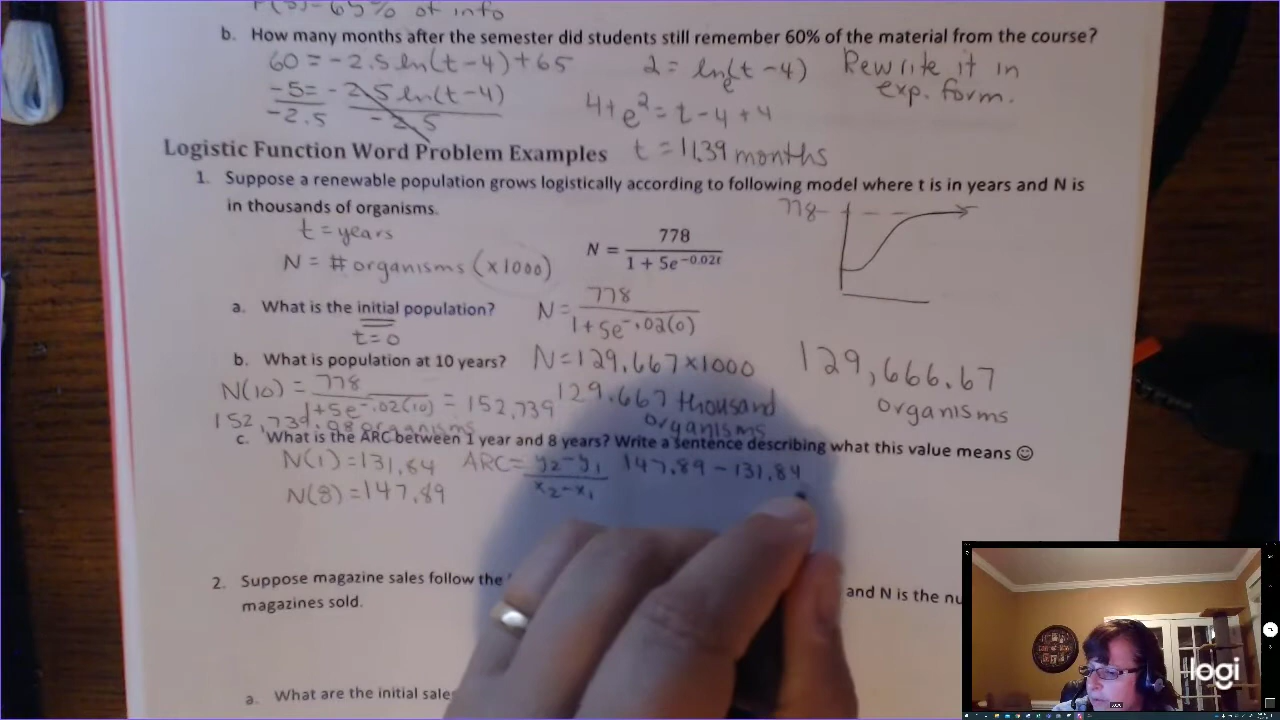 P(5)=65% of info
b. How many months after the semester did students still remember 60% of the material from the course?
60 = -2.5 ln(t-4) + 65
2 = ln(t-4)
e
Rewrite it in
exp. form.
-5 = -2.5 ln(t-4)
-2.5 -2.5
4+e² = t-4+4
t = 11.39 months
Logistic Function Word Problem Examples
1. Suppose a renewable population grows logistically according to following model where t is in years and N is
in thousands of organisms.
778
t = years
N = # organisms (x1000)
N = 778 / 1 + 5e^-0.02t
a. What is the initial population?
t=0
N = 778 / 1+5e^-.02(0)
b. What is population at 10 years?
N=129.667×1000
129,666.67
organisms
N(10) = 778 / 1+5e^-.02(10) = 152.739
129.667 thousand
organisms
152,739.08 organisms
c. What is the ARC between 1 year and 8 years? Write a sentence describing what this value means ☺
N(1)=131.84
ARC = y₂-y₁ / x₂-x₁
147.89 - 131.84
N(8)=147.89
2. Suppose magazine sales follow the
and N is the nu
magazines sold.
a. What are the initial sale
logi